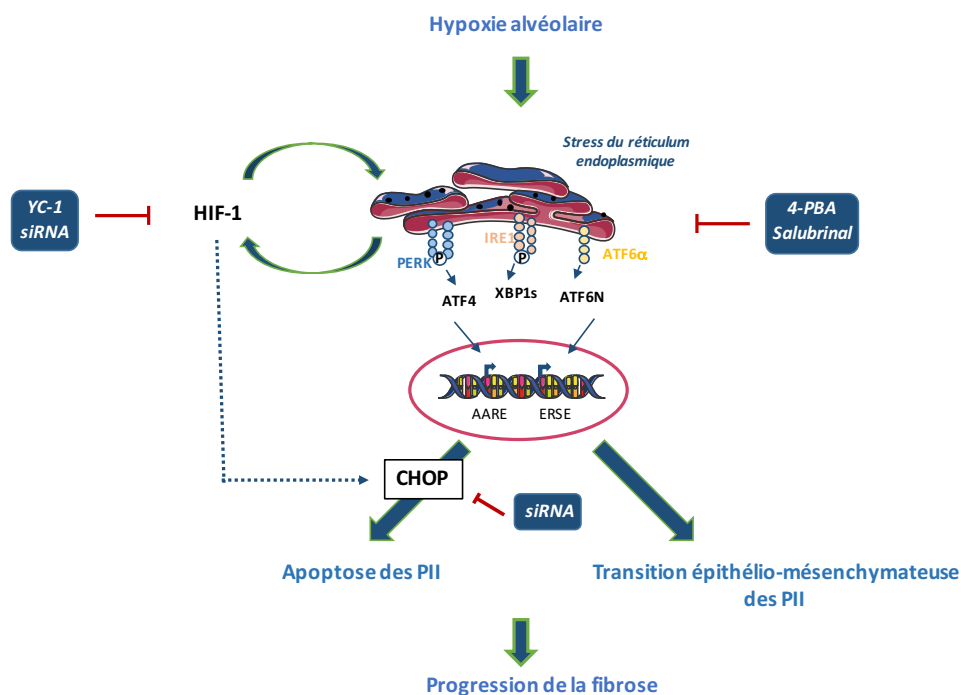 Hypoxie alvéolaire
Stress du réticulum
endoplasmique
YC-1
siRNA
HIF-1
4-PBA
Salubrinal
IRE1
PERK
P
P
ATF6α
ATF4
XBP1s
ATF6N
AARE
ERSE
CHOP
siRNA
Apoptose des PII
Transition épithélio-mésenchymateuse
des PII
Progression de la fibrose